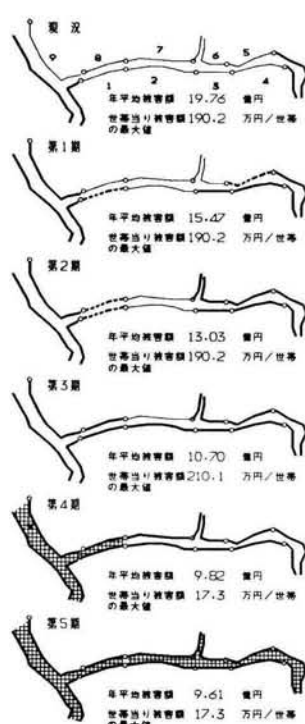 現況
9 8 7 6 5
1 2 3 4
年平均被害額 19.76 億円
世帯当り被害額 190.2 万円/世帯
の最大値
第1期
年平均被害額 15.47 億円
世帯当り被害額 190.2 万円/世帯
の最大値
第2期
年平均被害額 13.03 億円
世帯当り被害額 190.2 万円/世帯
の最大値
第3期
年平均被害額 10.70 億円
世帯当り被害額 210.1 万円/世帯
の最大値
第4期
年平均被害額 9.82 億円
世帯当り被害額 17.3 万円/世帯
の最大値
第5期
年平均被害額 9.61 億円
世帯当り被害額 17.3 万円/世帯
の最大値